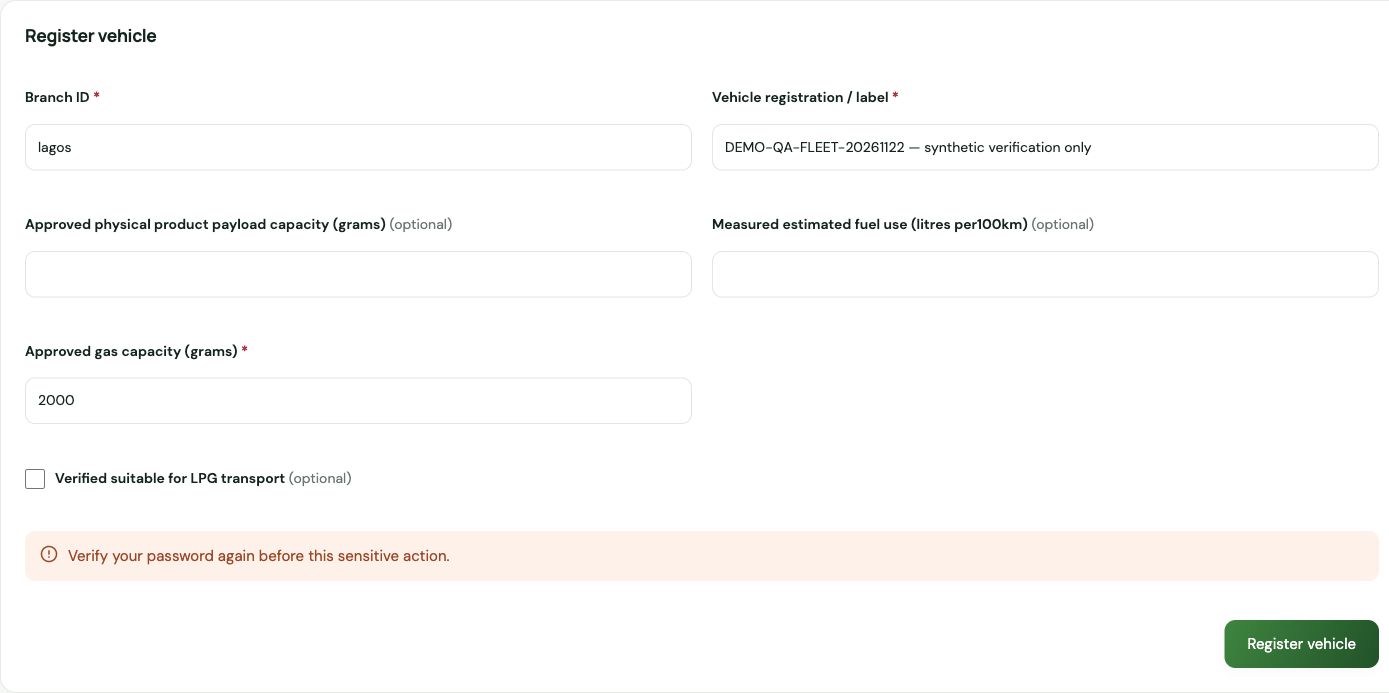 Register vehicle
Branch ID *
Vehicle registration / label *
lagos
DEMO-QA-FLEET-20261122 — synthetic verification only
Approved physical product payload capacity (grams) (optional)
Measured estimated fuel use (litres per100km) (optional)
Approved gas capacity (grams) *
2000
Verified suitable for LPG transport (optional)
Verify your password again before this sensitive action.
Register vehicle